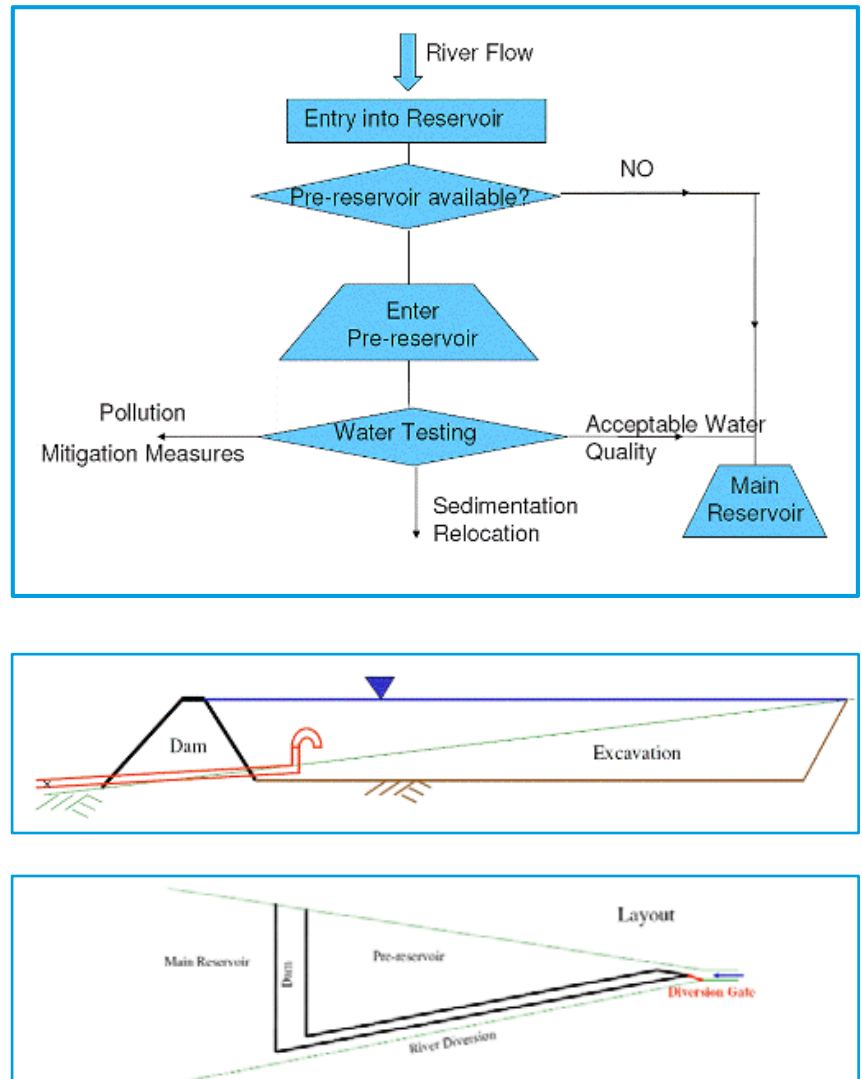 River Flow
Entry into Reservoir
NO
Pre-reservoir available?
Enter
Pre-reservoir
Pollution
Mitigation Measures
Water Testing
Acceptable Water
Quality
Main
Reservoir
Sedimentation
Relocation
Dam
Excavation
x
Layout
Main Reservoir
Dam
Pre-reservoir
Diversion Gate
River Diversion